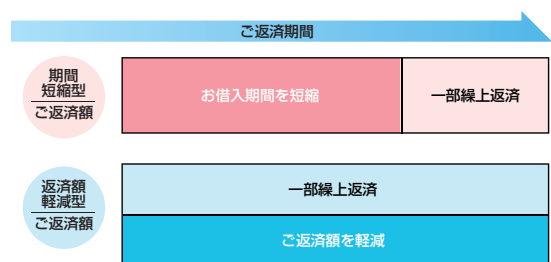 ご返済期間
期間
短縮型
ご返済額
お借入期間を短縮
一部繰上返済
返済額
軽減型
ご返済額
一部繰上返済
ご返済額を軽減